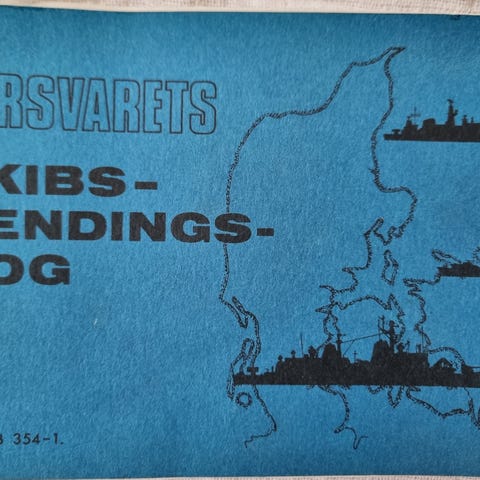 RSVARETS
KIBS-
ENDINGS-
OG
354-1.